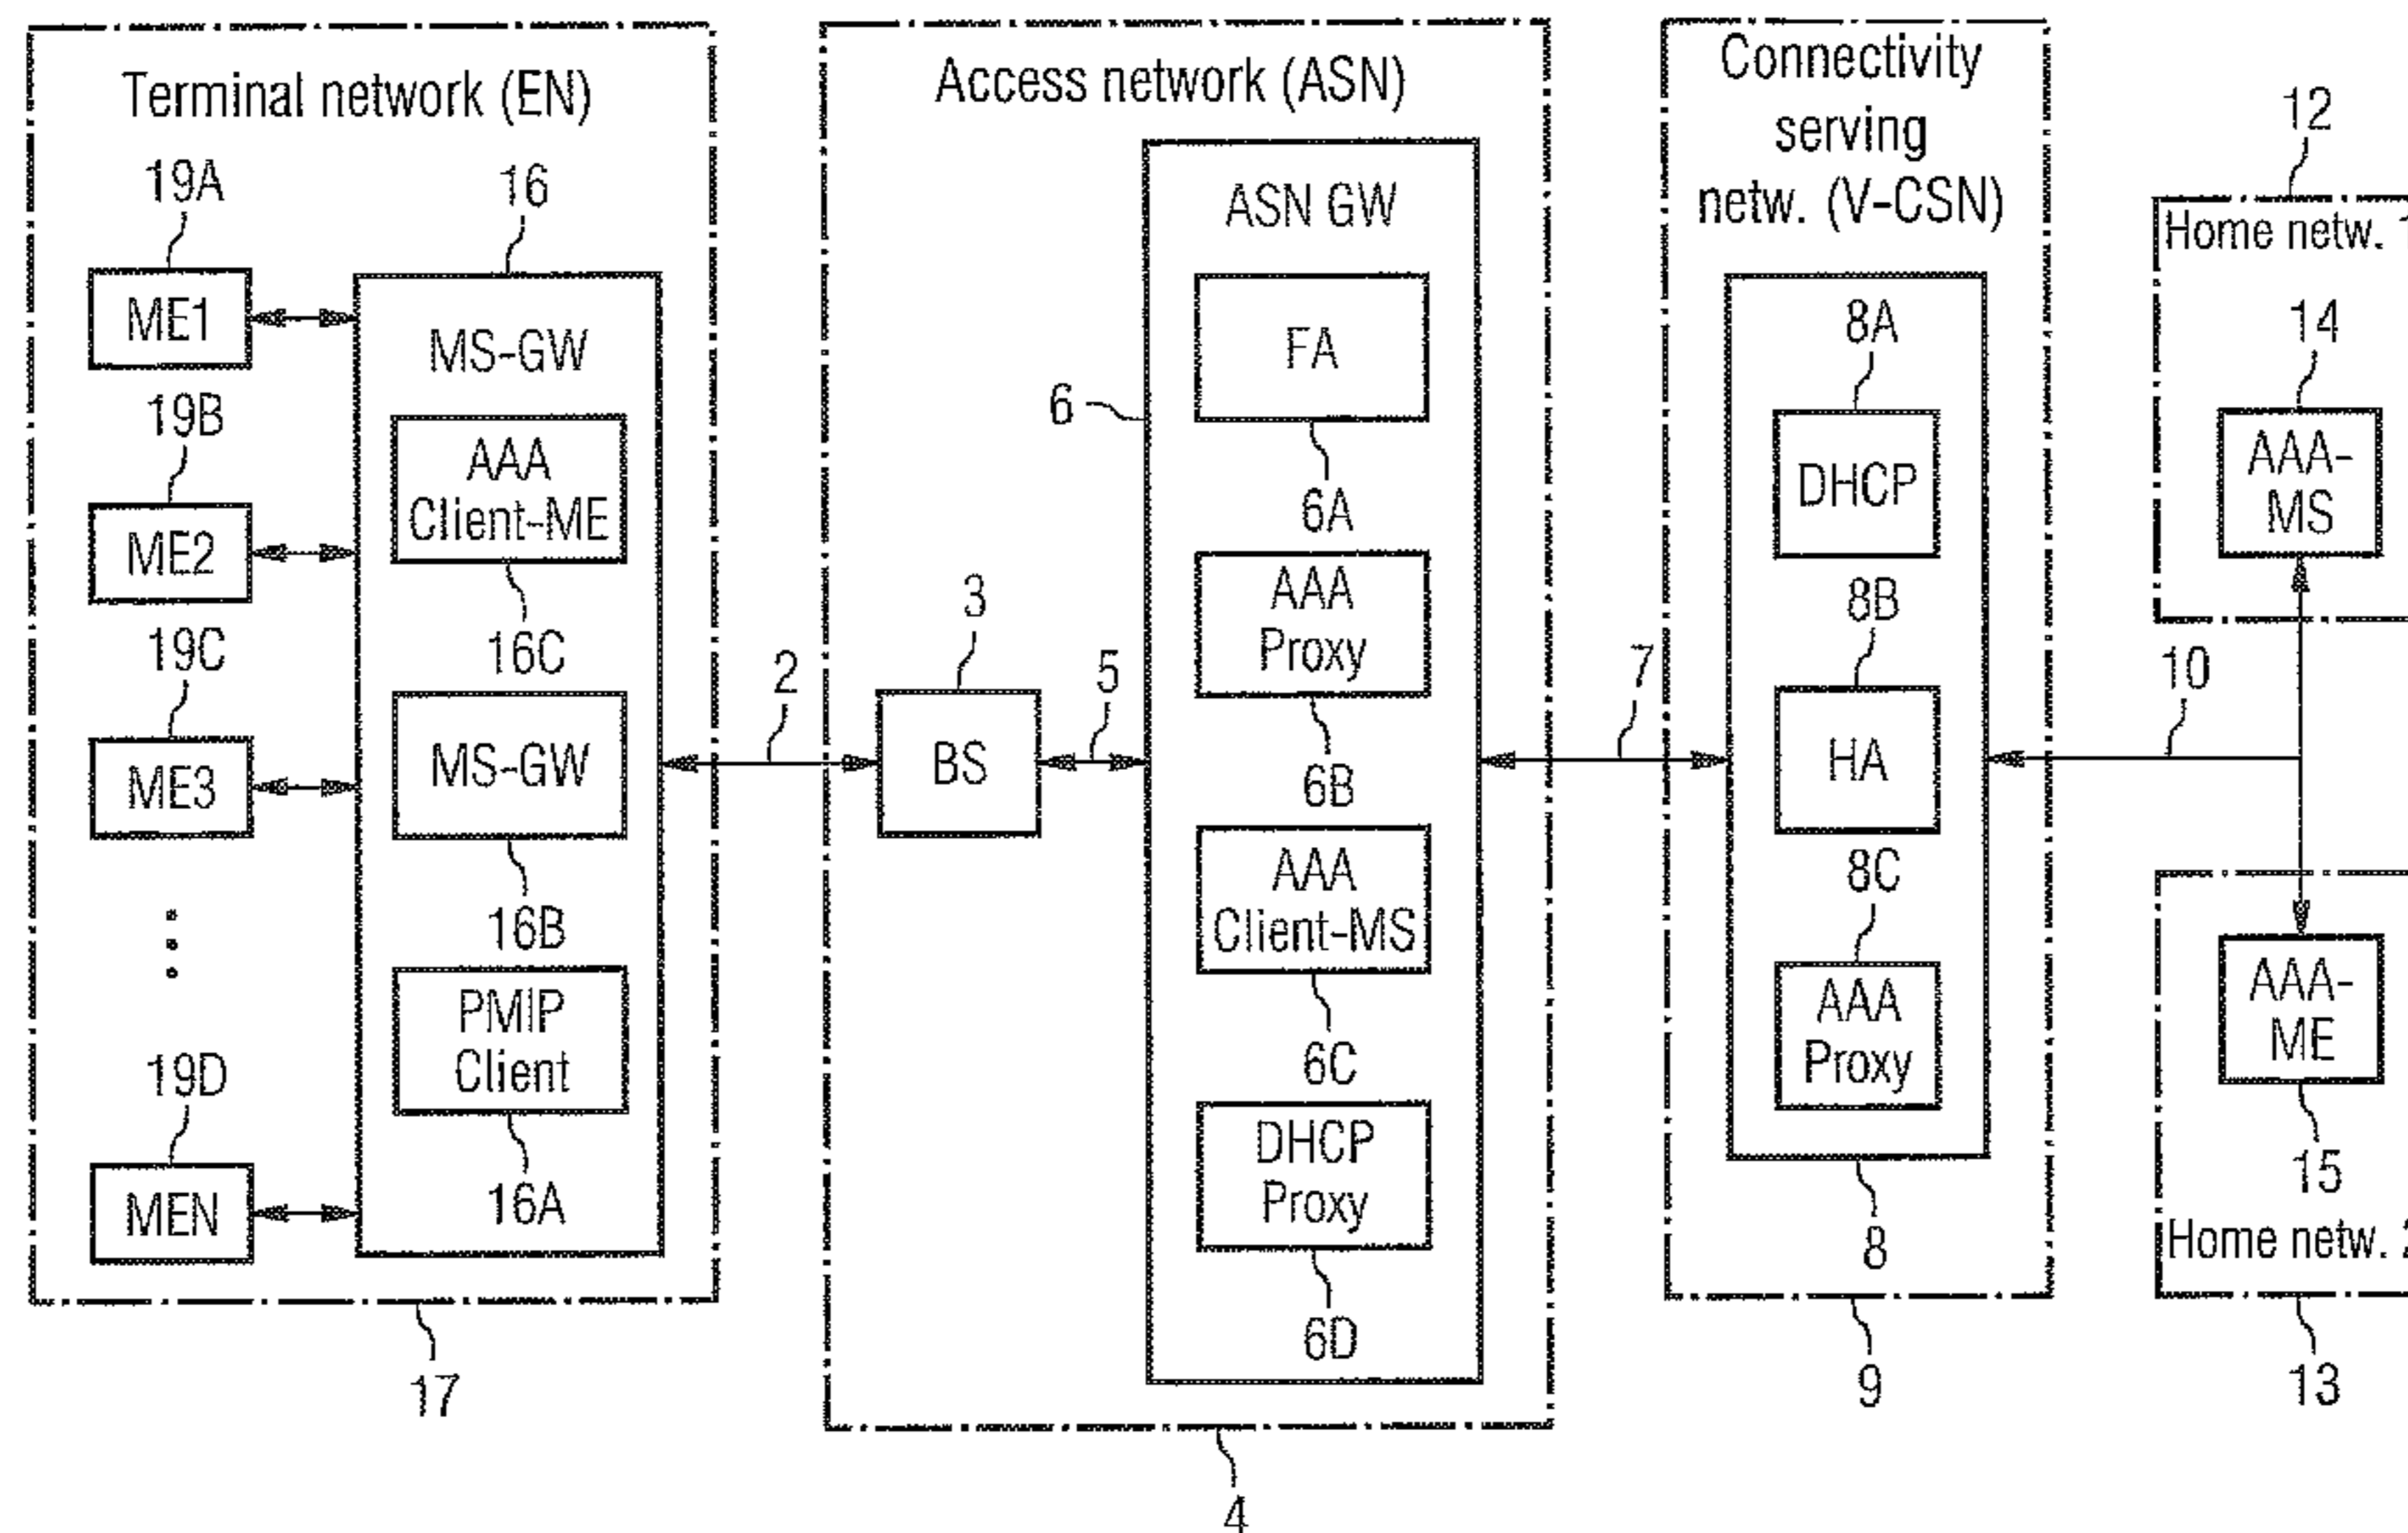 Terminal network (EN)
19A
16
ME1
MS-GW
19B
AAA
Client-ME
ME2
16C
19C
MS-GW
ME3
16B
PMIP
Client
19D
16A
MEN
17
2
Access network (ASN)
ASN GW
FA
6
6A
AAA
Proxy
3
5
6B
BS
AAA
Client-MS
6C
DHCP
Proxy
6D
4
7
Connectivity
serving
netw. (V-CSN)
8A
DHCP
8B
HA
8C
AAA
Proxy
8
9
10
12
Home netw. 1
14
AAA-
MS
AAA-
ME
15
Home netw. 2
13